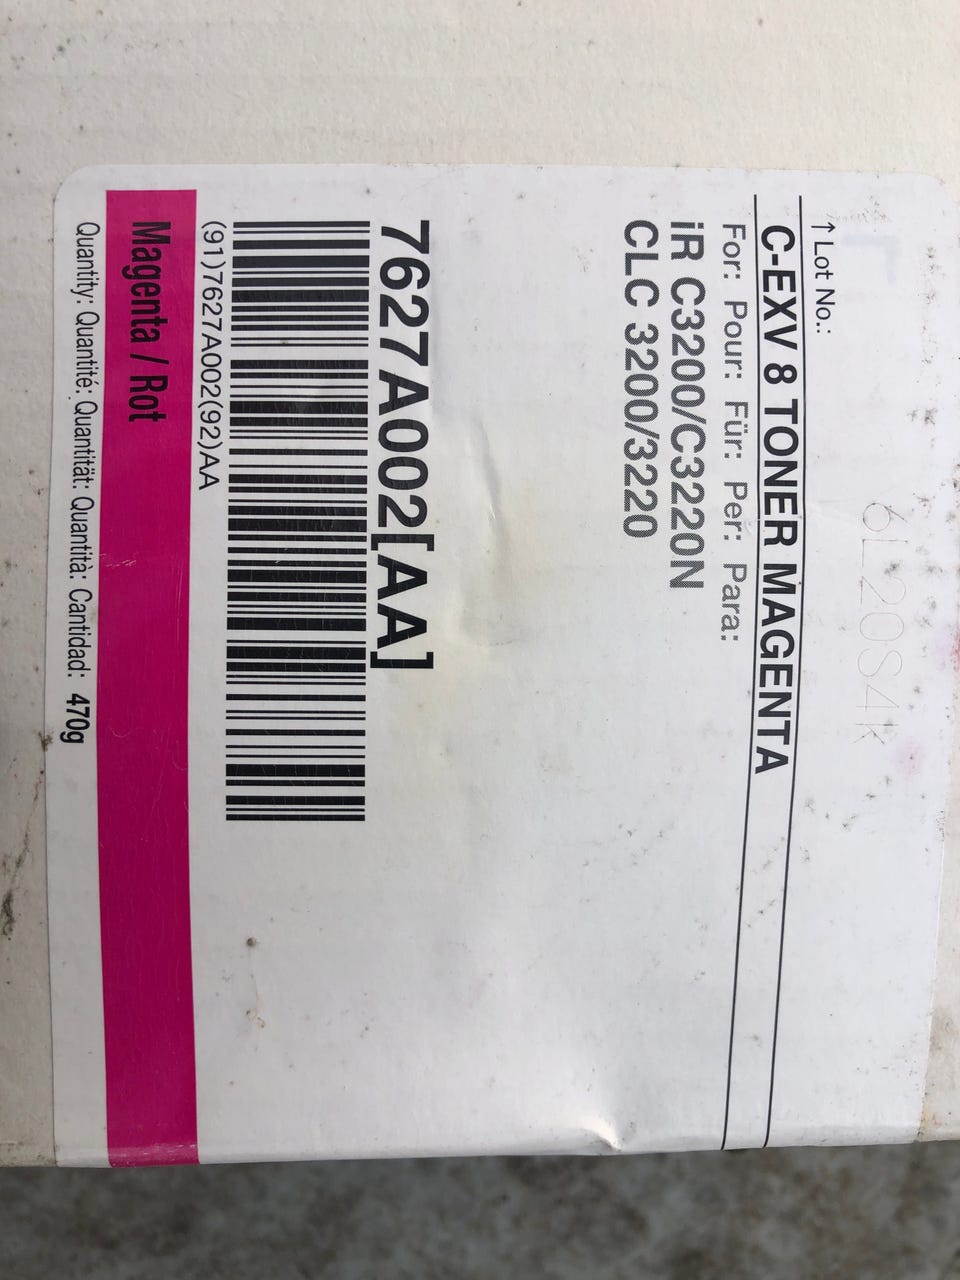 6L20S4k
↑ Lot No.:
C-EXV 8 TONER MAGENTA
For: Pour: Für: Per: Para:
iR C3200/C3220N
CLC 3200/3220
7627A002[AA]
(91)7627A002(92)AA
Magenta / Rot
Quantity: Quantité: Quantität: Quantità: Cantidad: 470g